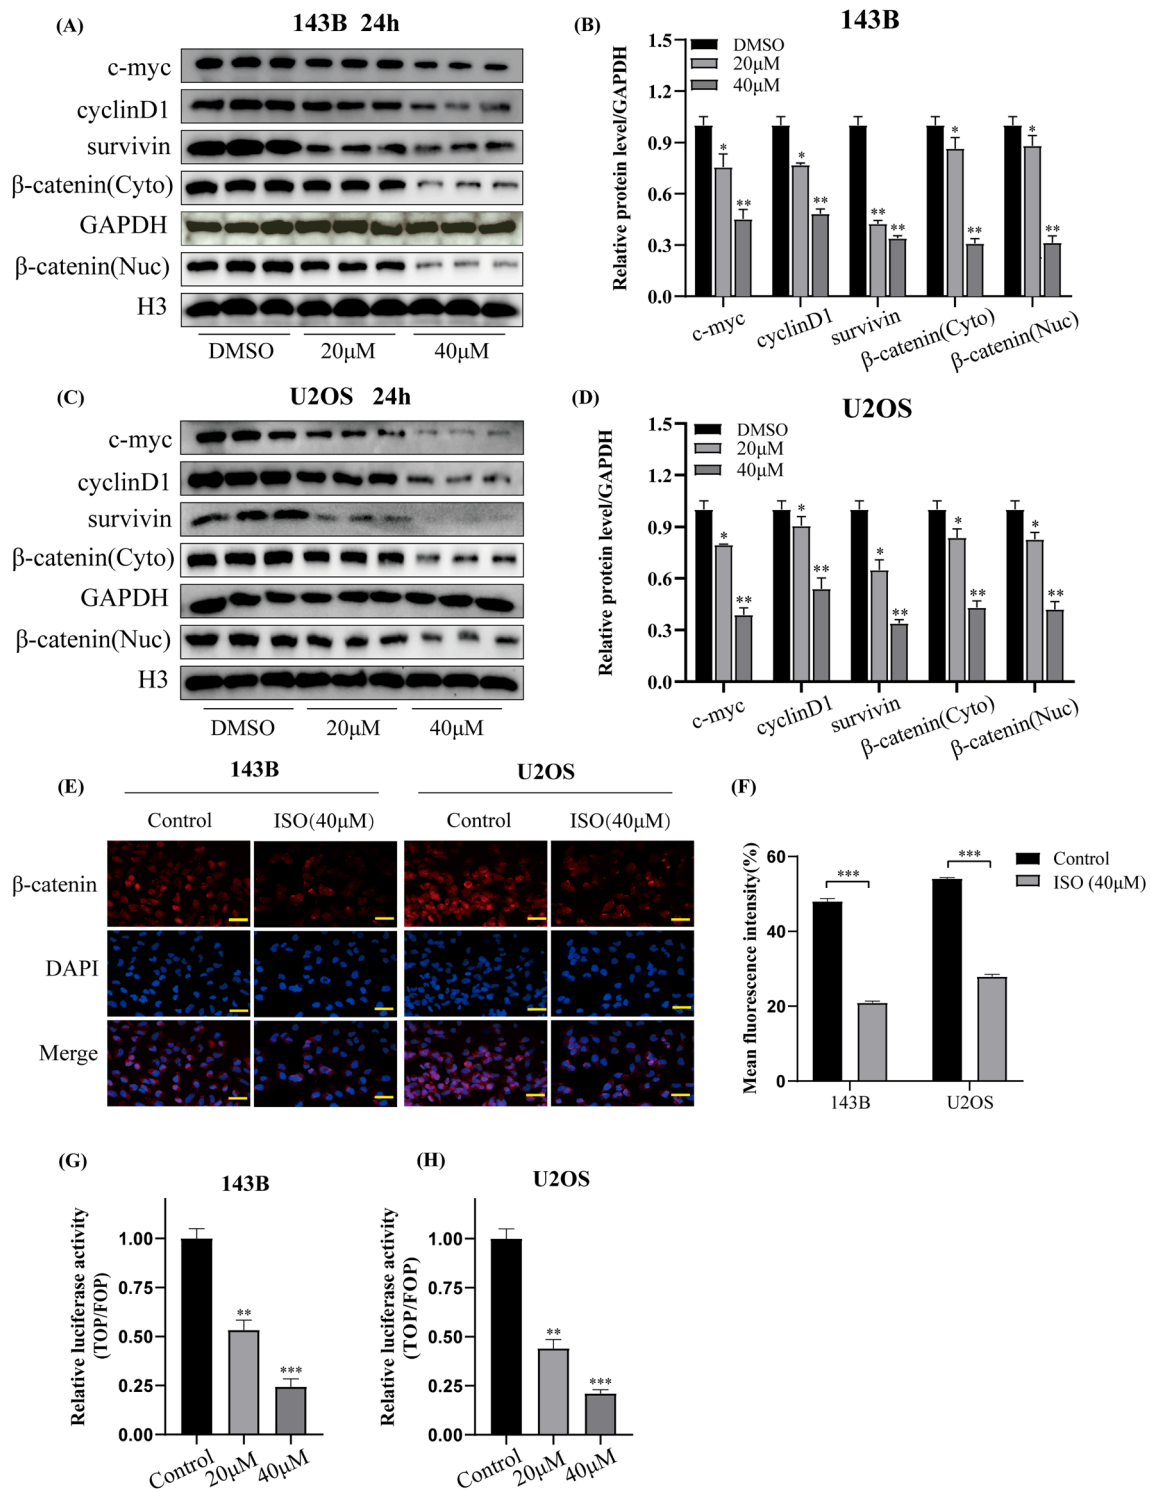 (A) 143B 24h
c-myc
cyclinD1
survivin
β-catenin(Cyto)
GAPDH
β-catenin(Nuc)
H3
DMSO 20μM 40μM
(B) 143B
DMSO
20μM
40μM
Relative protein level/GAPDH
1.5
1.2
0.9
0.6
0.3
0.0
* ** * ** ** ** * ** * **
c-myc cyclinD1 survivin β-catenin(Cyto) β-catenin(Nuc)
(C) U2OS 24h
c-myc
cyclinD1
survivin
β-catenin(Cyto)
GAPDH
β-catenin(Nuc)
H3
DMSO 20μM 40μM
(D) U2OS
DMSO
20μM
40μM
Relative protein level/GAPDH
1.5
1.2
0.9
0.6
0.3
0.0
* ** * ** * ** * ** * **
c-myc cyclinD1 survivin β-catenin(Cyto) β-catenin(Nuc)
(E) 143B U2OS
Control ISO(40μM) Control ISO(40μM)
β-catenin
DAPI
Merge
(F)
Control
ISO (40μM)
Mean fluorescence intensity(%)
60
40
20
0
*** ***
143B U2OS
(G) 143B
Relative luciferase activity
(TOP/FOP)
1.00
0.75
0.50
0.25
0.00
** ***
Control 20μM 40μM
(H) U2OS
Relative luciferase activity
(TOP/FOP)
1.00
0.75
0.50
0.25
0.00
** ***
Control 20μM 40μM